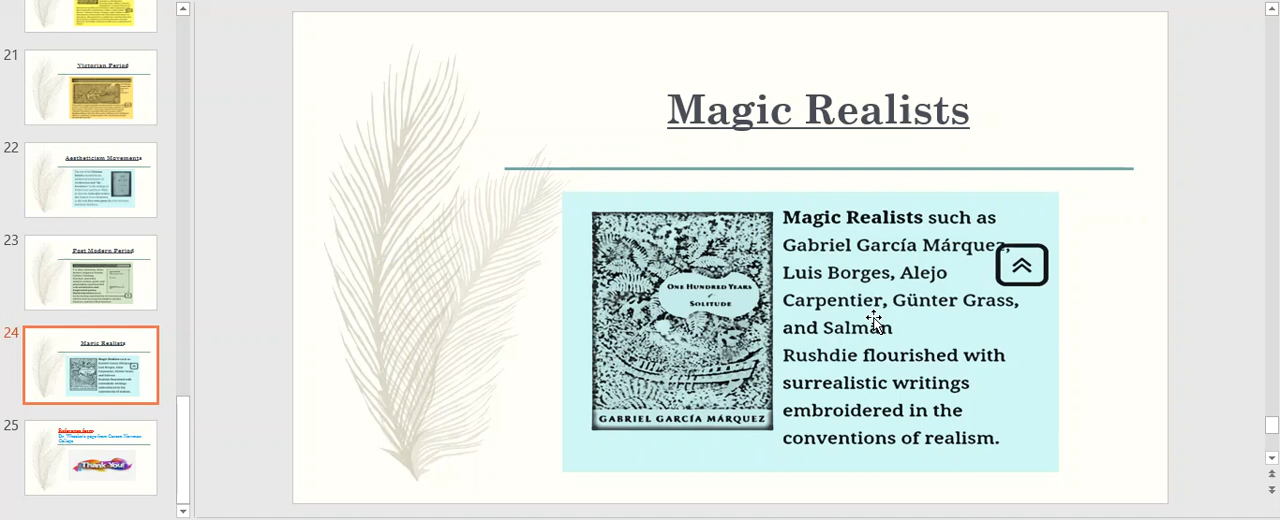 21
Victorian Period
22
Aestheticism Movements
23
Post Modern Period
24
Magic Realists
25
Reference from:
Dr. Wheeler's page from Carson Newman
College
Thank You!
Magic Realists
Magic Realists such as
Gabriel García Márquez,
Luis Borges, Alejo
Carpentier, Günter Grass,
and Salman
Rushdie flourished with
surrealistic writings
embroidered in the
conventions of realism.
ONE HUNDRED YEARS
of
SOLITUDE
GABRIEL GARCÍA MÁRQUEZ